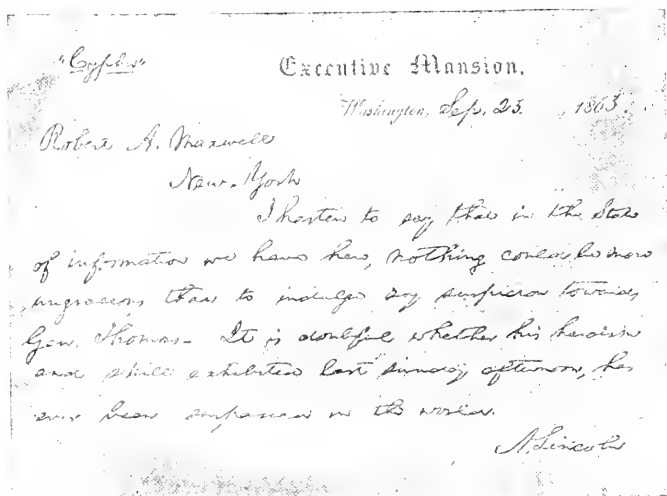 "Cypher"
Executive Mansion,
Washington, Sep. 23. , 1863.
Robert A. Maxwell
New-York
I hasten to say that in the State
of information we have here, nothing could be more
ungracious than to indulge any suspicion towards
Gen. Thomas- It is doubtful whether his heroism
and skill exhibited last sunday afternoon, has
ever been surpassed in the world.
A. Lincoln